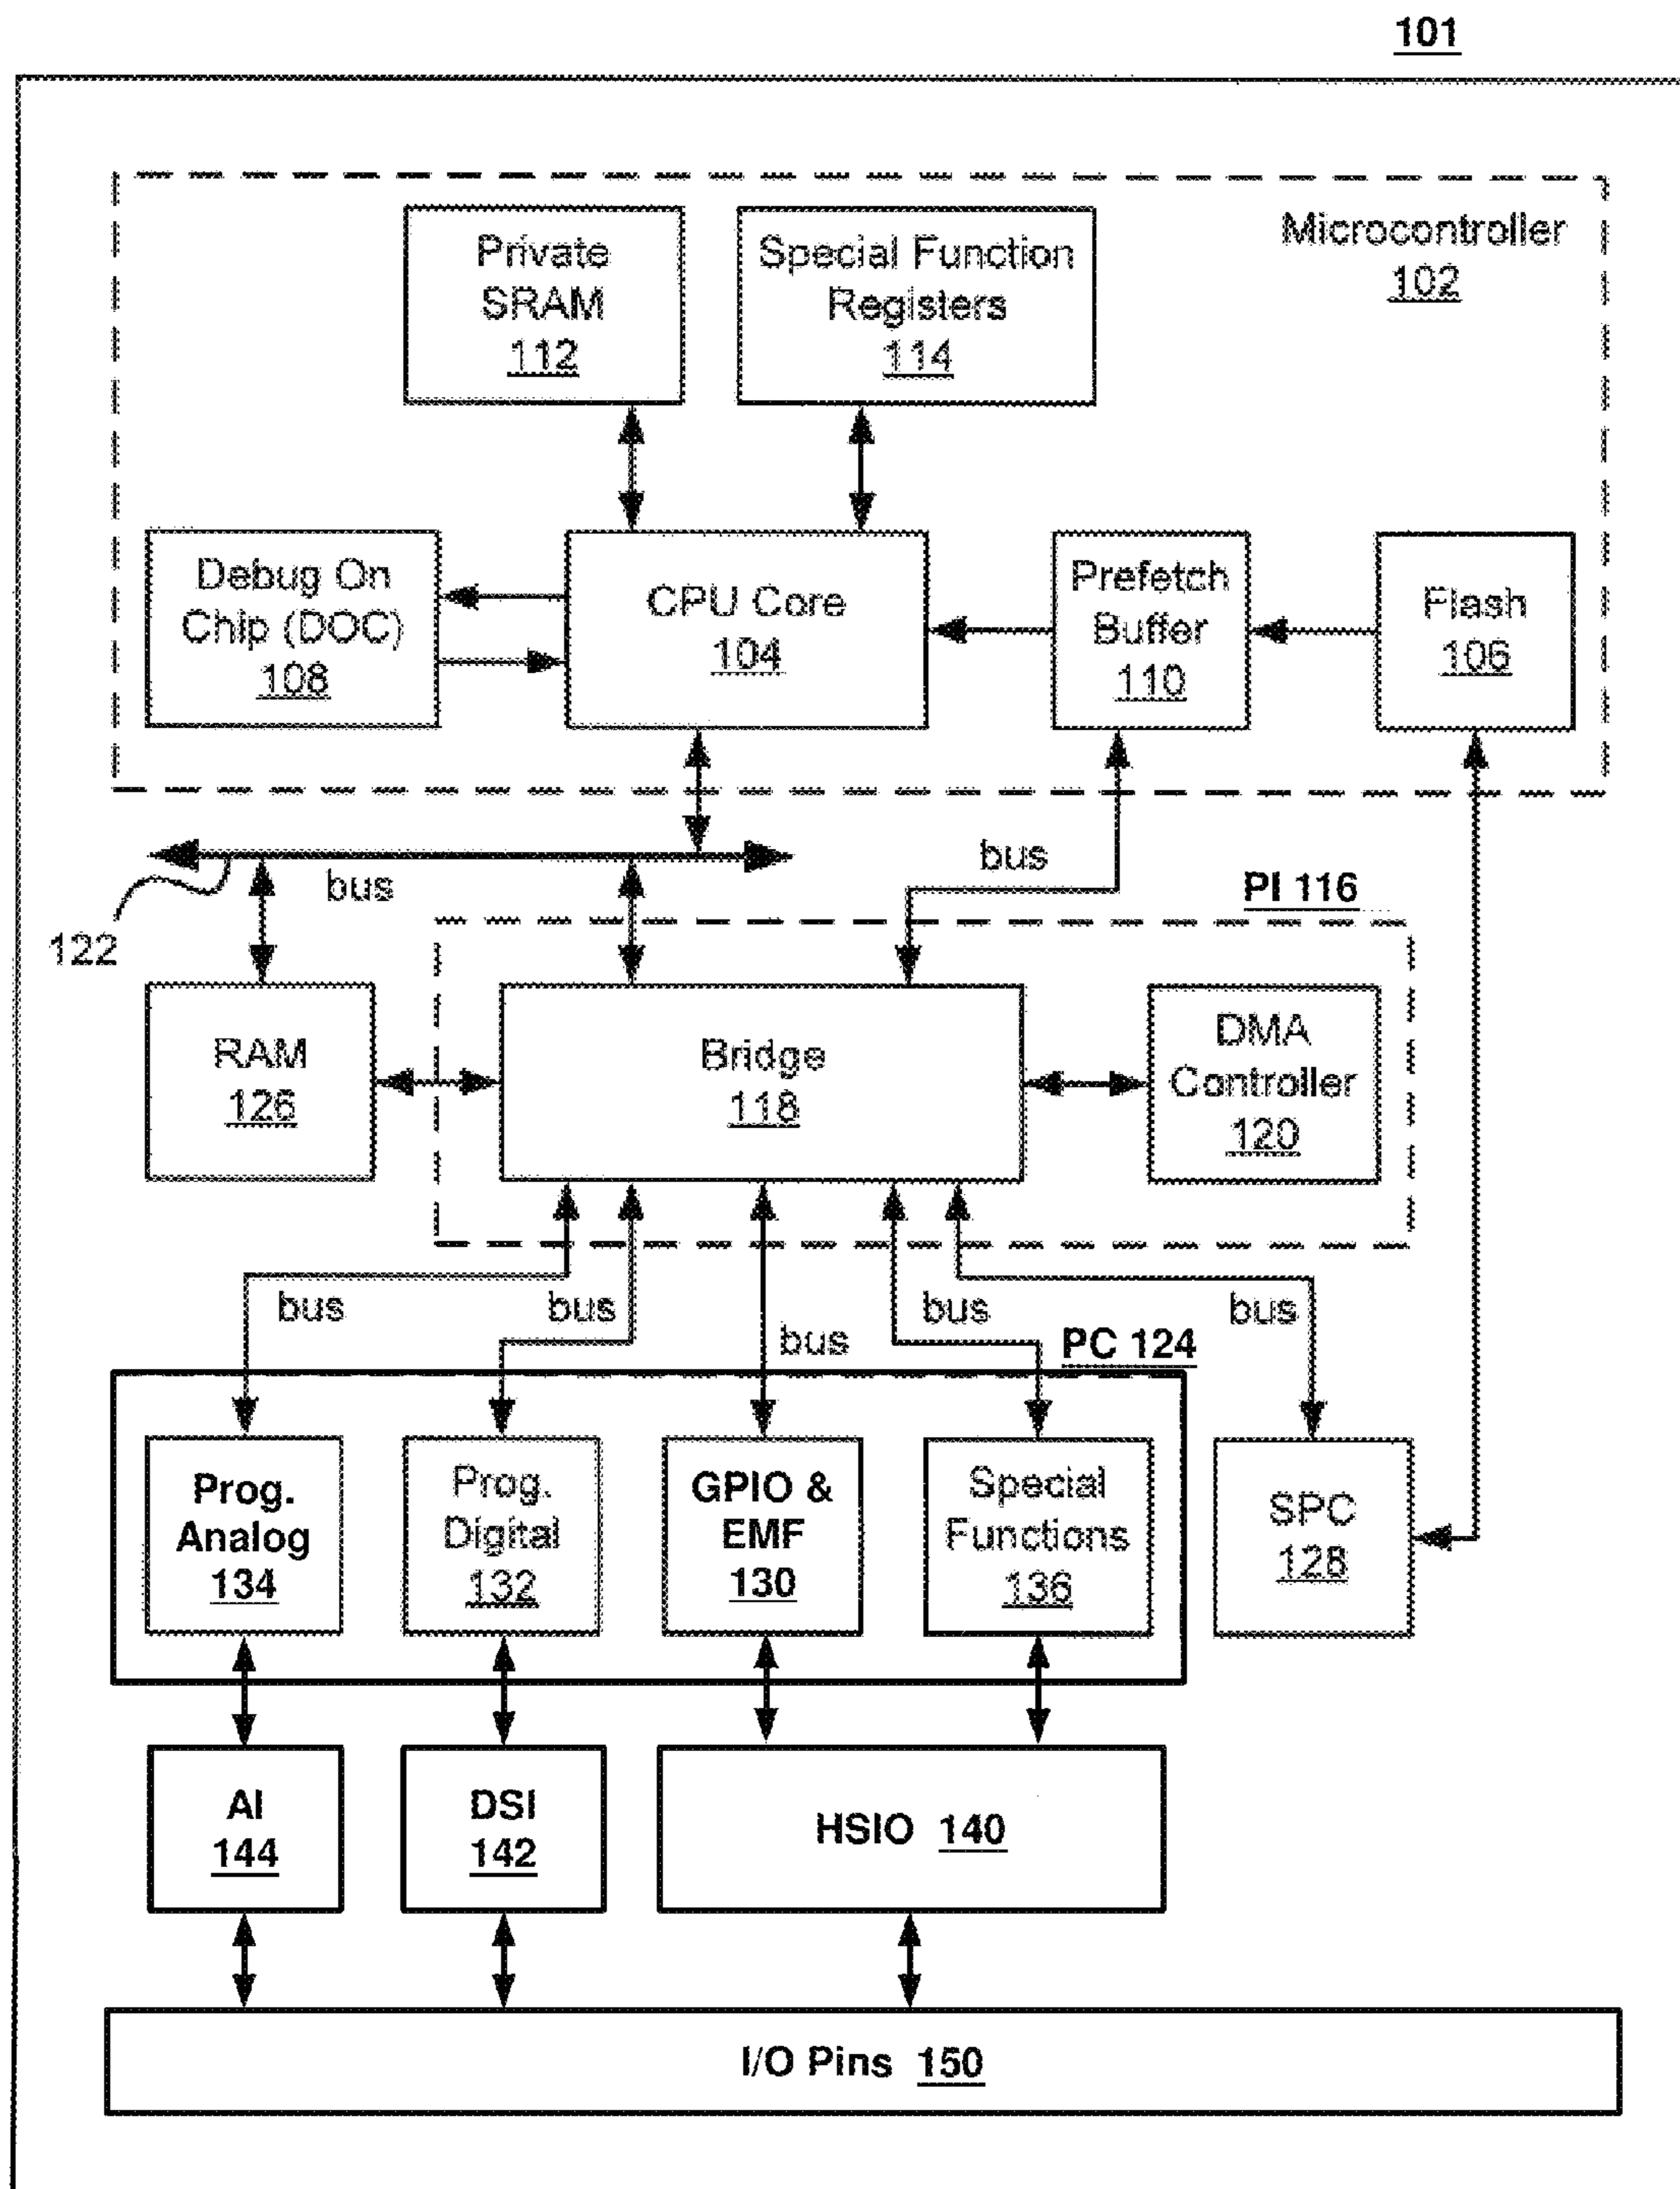 101
Microcontroller
102
Private
SRAM
112
Special Function
Registers
114
Debug On
Chip (DOC)
108
CPU Core
104
Prefetch
Buffer
110
Flash
106
bus
122
bus
PI 116
RAM
126
Bridge
118
DMA
Controller
120
bus
bus
bus
bus
bus
PC 124
Prog.
Analog
134
Prog.
Digital
132
GPIO &
EMF
130
Special
Functions
136
SPC
128
AI
144
DSI
142
HSIO 140
I/O Pins 150